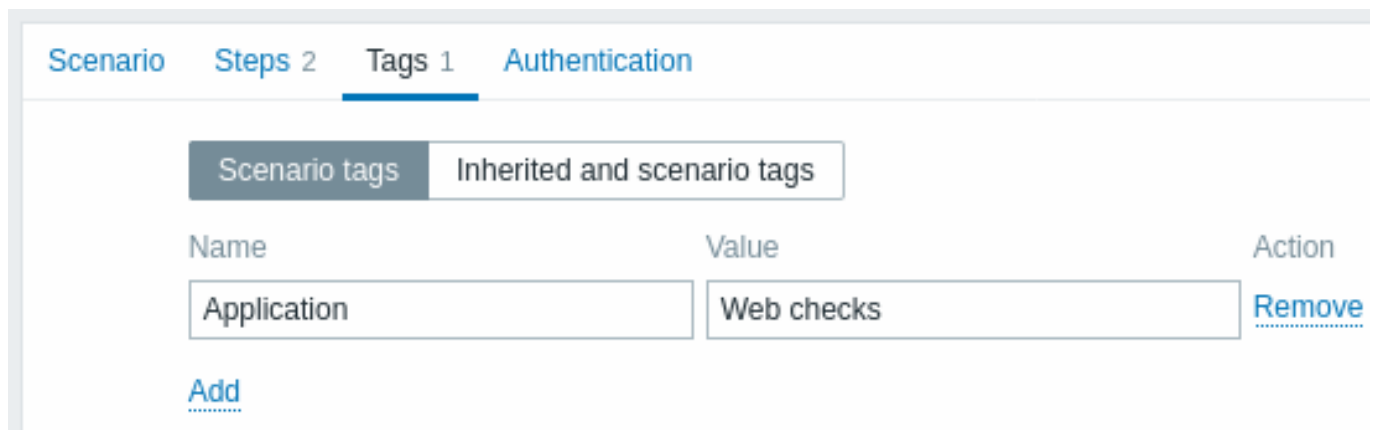 Scenario Steps 2 Tags 1 Authentication
Scenario tags Inherited and scenario tags
Name Value Action
Application Web checks Remove
Add